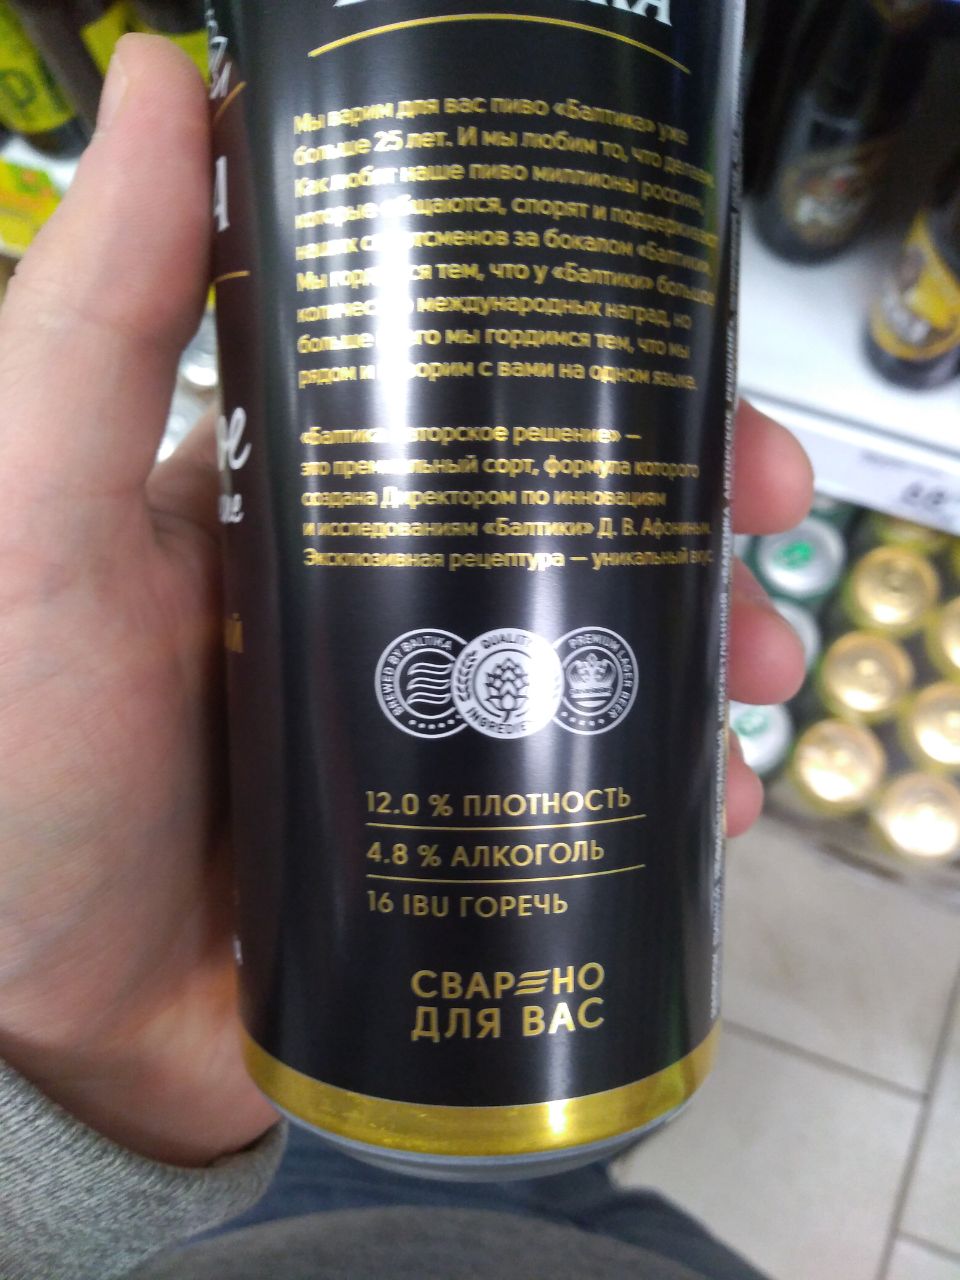 Мы варим для вас пиво «Балтика» уже
больше 25 лет. И мы любим то, что делаем.
Как любят наше пиво миллионы россиян,
которые общаются, спорят и поддерживают
наших спортсменов за бокалом «Балтики».
Мы гордимся тем, что у «Балтики» большое
количество международных наград, но
больше всего мы гордимся тем, что мы
рядом и говорим с вами на одном языке.
«Балтика Авторское решение» –
это премиальный сорт, формула которого
создана Директором по инновациям
и исследованиям «Балтики» Д. В. Афониным.
Эксклюзивная рецептура – уникальный вкус.
BREWED BY BALTIKA
QUALITY
PREMIUM LAGER BEER
12.0 % ПЛОТНОСТЬ
4.8 % АЛКОГОЛЬ
16 IBU ГОРЕЧЬ
СВАРЕНО
ДЛЯ ВАС